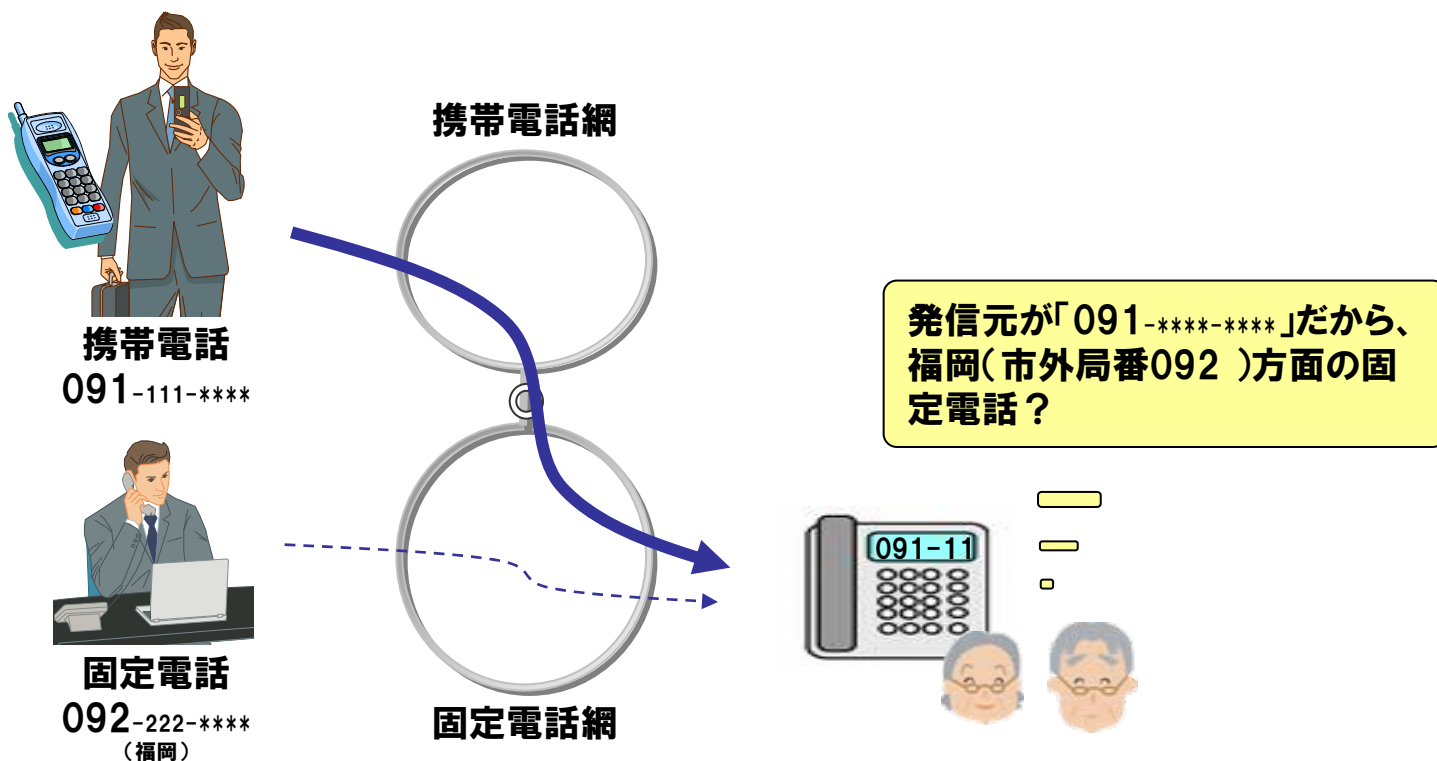 携帯電話網
携帯電話
091-111-****
発信元が「091-****-****」だから、
福岡(市外局番092 )方面の固
定電話？
091-11
固定電話
092-222-****
(福岡)
固定電話網